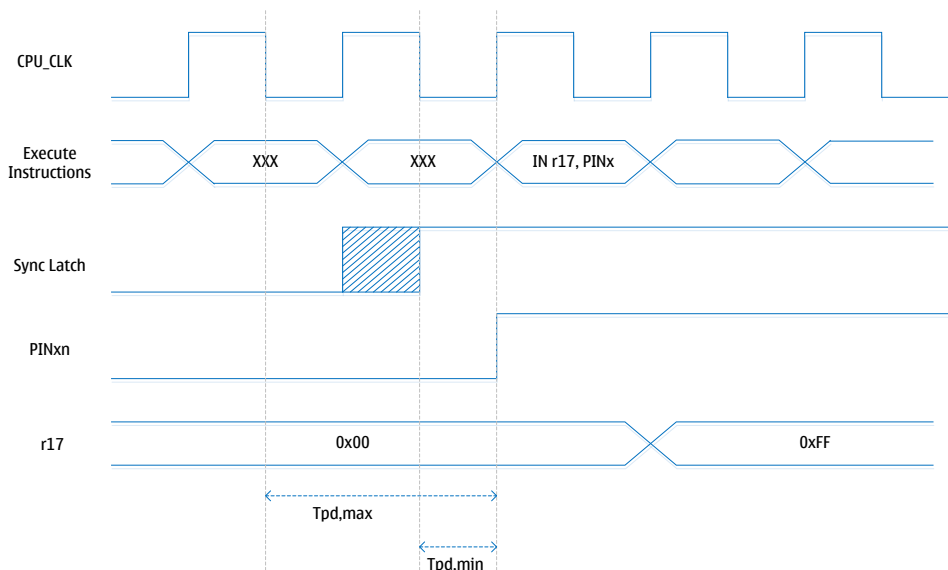 CPU_CLK
Execute
Instructions
XXX
XXX
IN r17, PINx
Sync Latch
PINxn
r17
0x00
0xFF
Tpd,max
Tpd,min